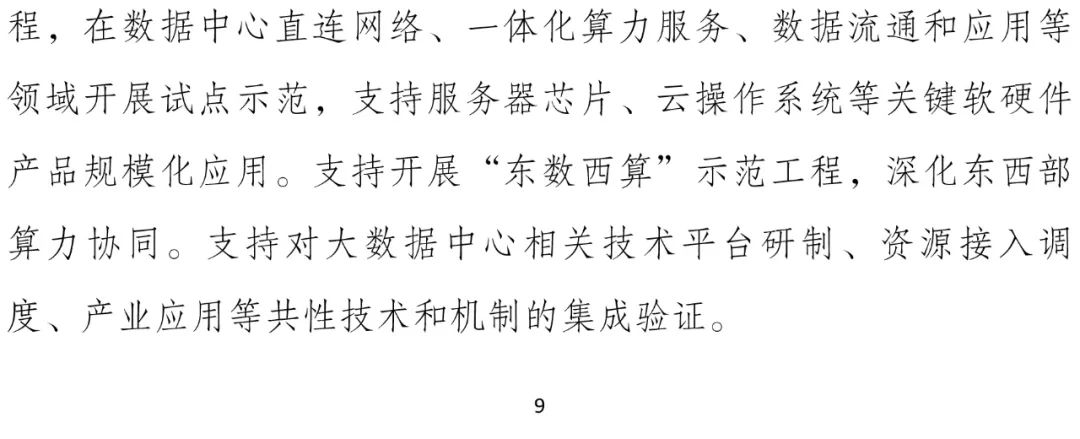 程，在数据中心直连网络、一体化算力服务、数据流通和应用等
领域开展试点示范，支持服务器芯片、云操作系统等关键软硬件
产品规模化应用。支持开展“东数西算”示范工程，深化东西部
算力协同。支持对大数据中心相关技术平台研制、资源接入调
度、产业应用等共性技术和机制的集成验证。
9